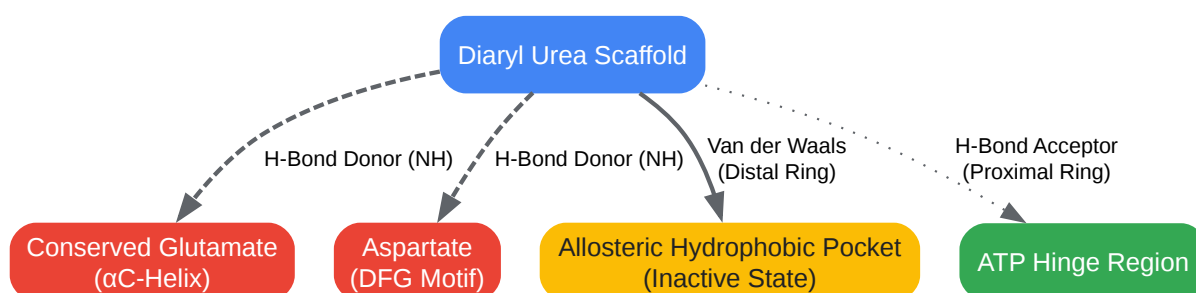 Diaryl Urea Scaffold
H-Bond Donor (NH)
H-Bond Donor (NH)
Van der Waals
(Distal Ring)
H-Bond Acceptor
(Proximal Ring)
Conserved Glutamate
(αC-Helix)
Aspartate
(DFG Motif)
Allosteric Hydrophobic Pocket
(Inactive State)
ATP Hinge Region